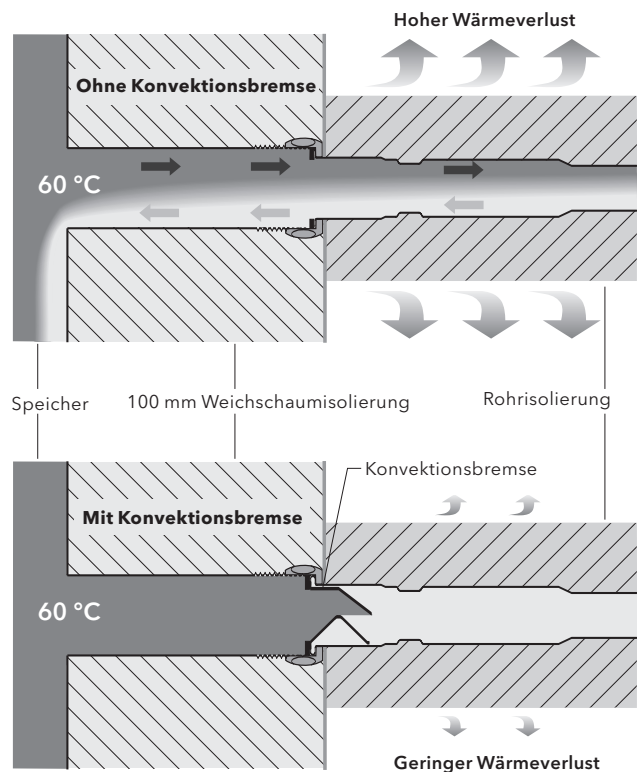 Hoher Wärmeverlust
Ohne Konvektionsbremse
60 °C
Speicher
100 mm Weichschaumisolierung
Rohrisolierung
Konvektionsbremse
Mit Konvektionsbremse
60 °C
Geringer Wärmeverlust